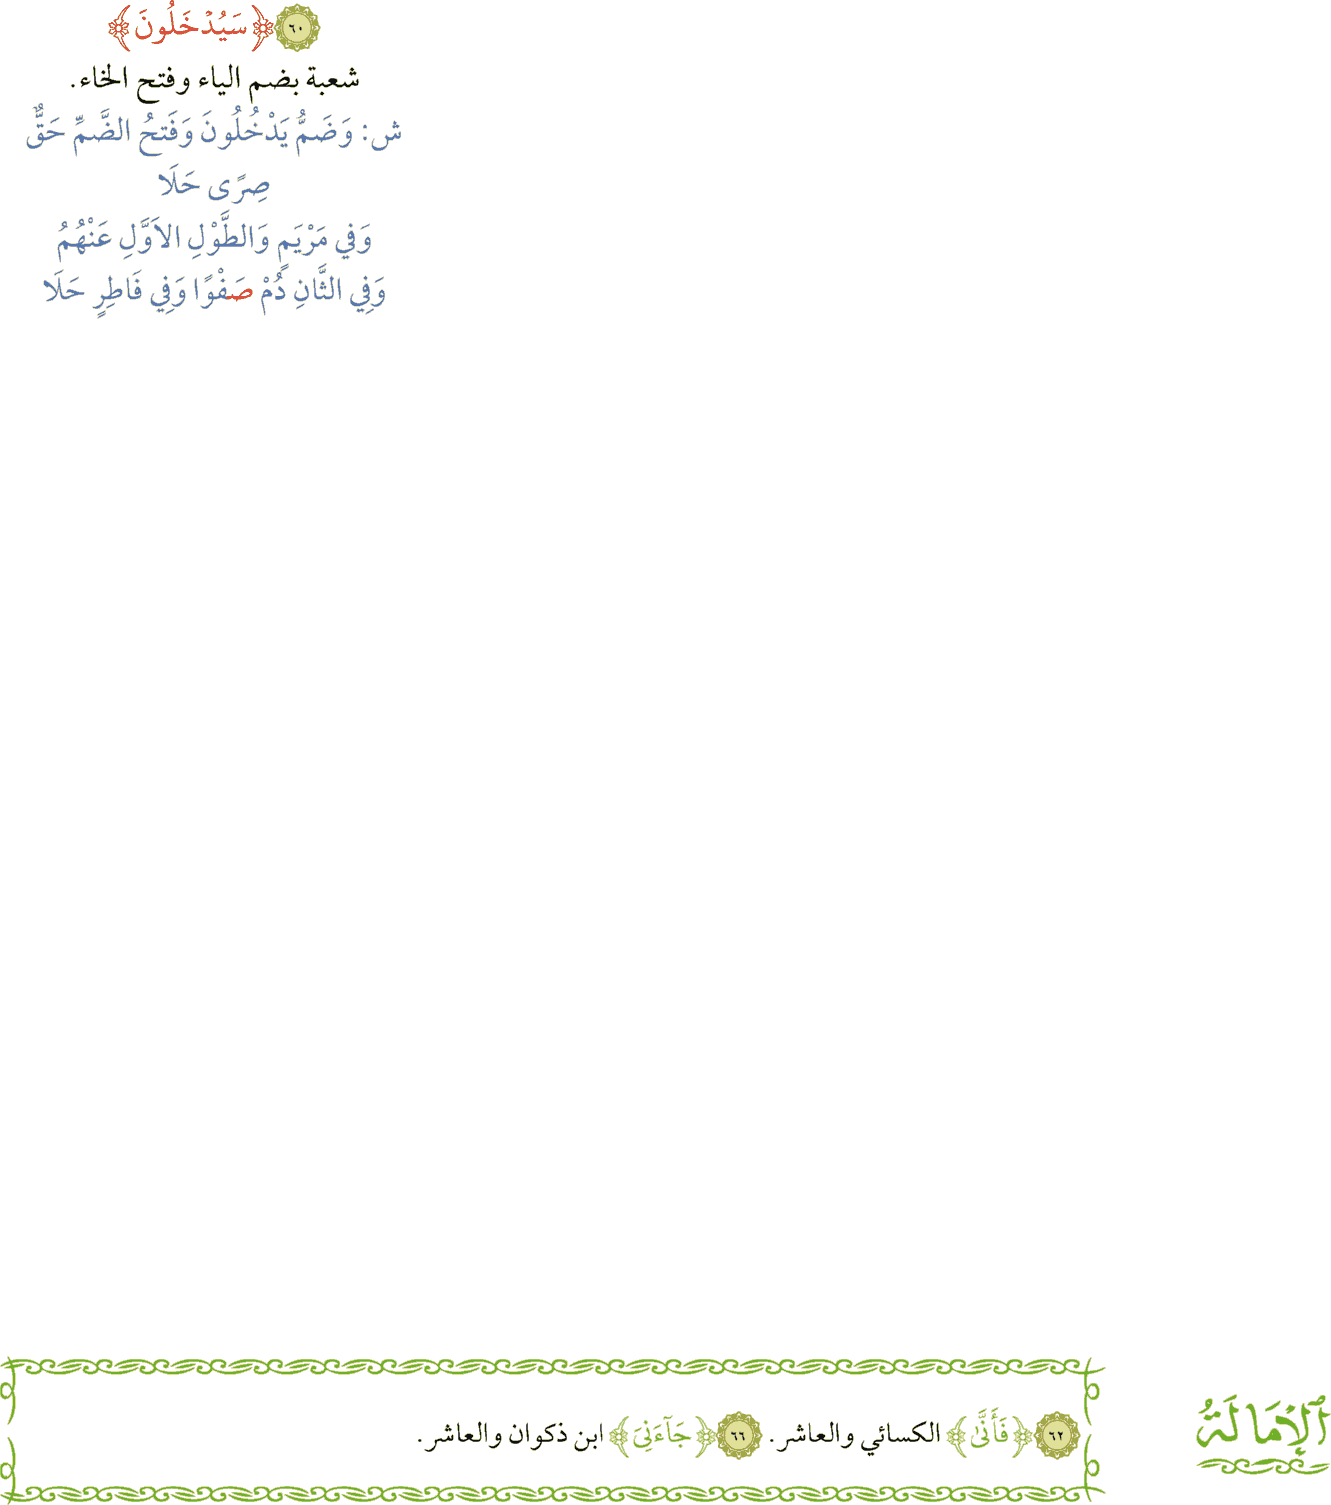 ٦٠ ﴿سَيُدْخَلُونَ﴾
شعبة بضم الياء وفتح الخاء.
ش: وَضَمُّ يَدْخُلُونَ وَفَتحُ الضَّمِّ حَقٌّ
صِرًى حَلَا
وَفي مَرْيَمٍ وَالطَّوْلِ الاَوَّلِ عَنْهُمُ
وَفِي الثَّانِ دُمْ صَفْوًا وَفِي فَاطِرٍ حَلَا
ٱلْإِمَالَةُ
٦٢ ﴿فَأَنَّىٰ﴾ الكسائي والعاشر. ٦٦ ﴿جَآءَنِىَ﴾ ابن ذكوان والعاشر.